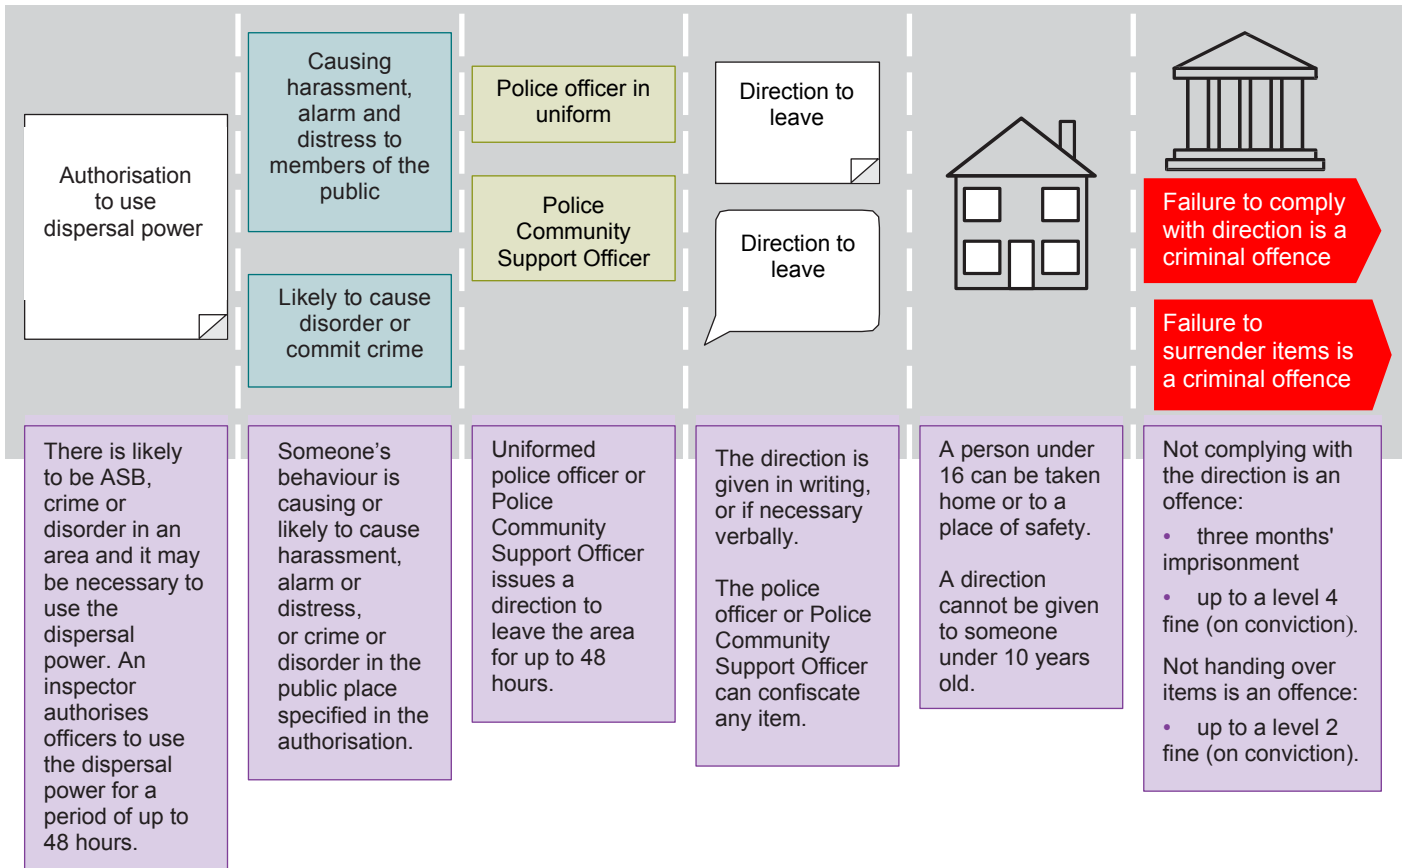 Authorisation
to use
dispersal power
Causing
harassment,
alarm and
distress to
members of the
public
Likely to cause
disorder or
commit crime
Police officer in
uniform
Police
Community
Support Officer
Direction to
leave
Direction to
leave
Failure to comply
with direction is a
criminal offence
Failure to
surrender items is
a criminal offence
There is likely
to be ASB,
crime or
disorder in an
area and it may
be necessary to
use the
dispersal
power. An
inspector
authorises
officers to use
the dispersal
power for a
period of up to
48 hours.
Someone’s
behaviour is
causing or
likely to cause
harassment,
alarm or
distress,
or crime or
disorder in the
public place
specified in the
authorisation.
Uniformed
police officer or
Police
Community
Support Officer
issues a
direction to
leave the area
for up to 48
hours.
The direction is
given in writing,
or if necessary
verbally.
The police
officer or Police
Community
Support Officer
can confiscate
any item.
A person under
16 can be taken
home or to a
place of safety.
A direction
cannot be given
to someone
under 10 years
old.
Not complying with
the direction is an
offence:
• three months'
imprisonment
• up to a level 4
fine (on conviction).
Not handing over
items is an offence:
• up to a level 2
fine (on conviction).